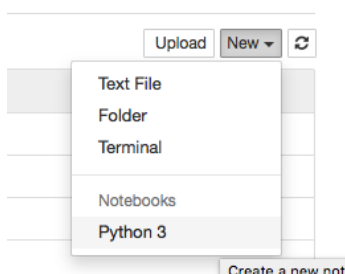 Upload New
Text File
Folder
Terminal
Notebooks
Python 3
Create a new not